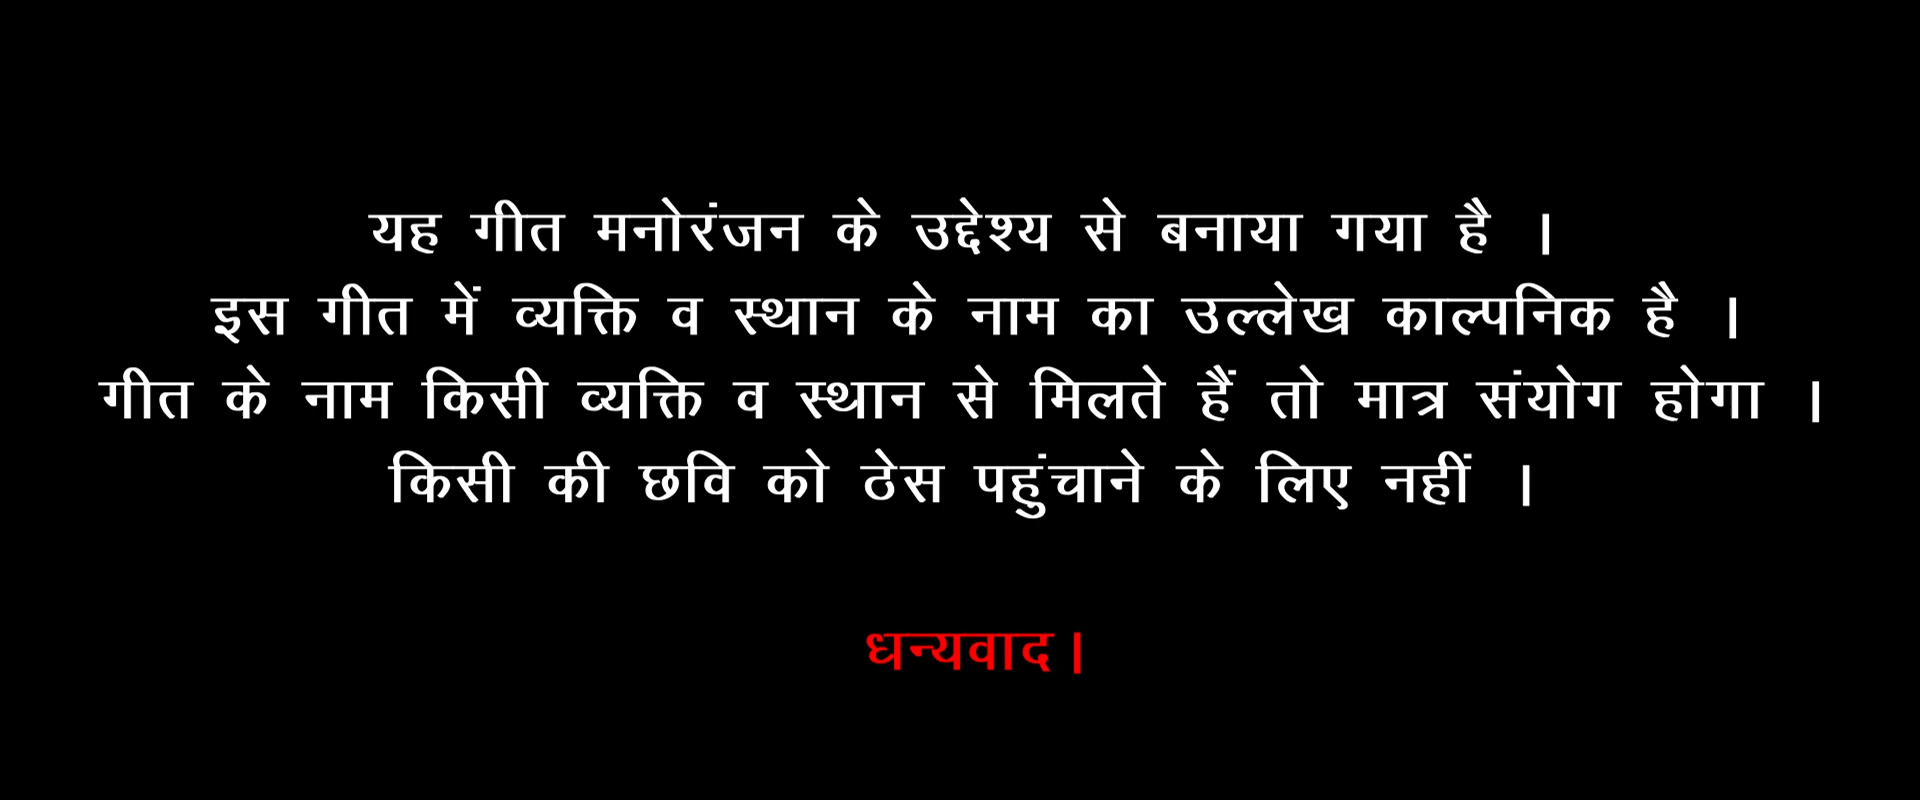 यह गीत मनोरंजन के उद्देश्य से बनाया गया है ।
इस गीत में व्यक्ति व स्थान के नाम का उल्लेख काल्पनिक है ।
गीत के नाम किसी व्यक्ति व स्थान से मिलते हैं तो मात्र संयोग होगा ।
किसी की छवि को ठेस पहुंचाने के लिए नहीं ।
धन्यवाद ।